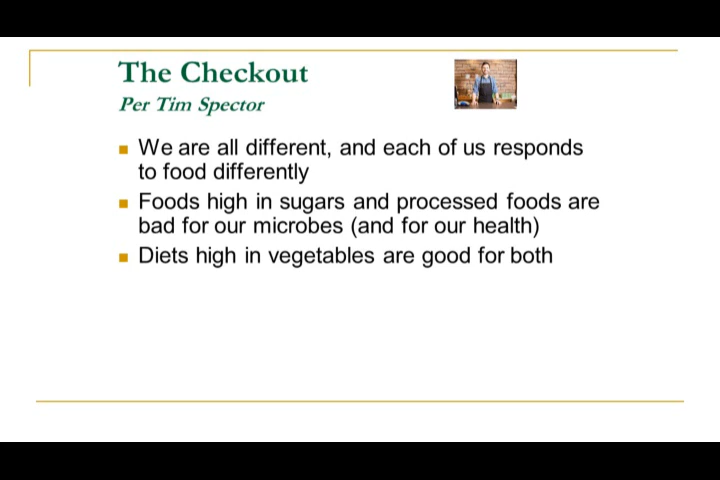 The Checkout
Per Tim Spector
We are all different, and each of us responds
to food differently
Foods high in sugars and processed foods are
bad for our microbes (and for our health)
Diets high in vegetables are good for both